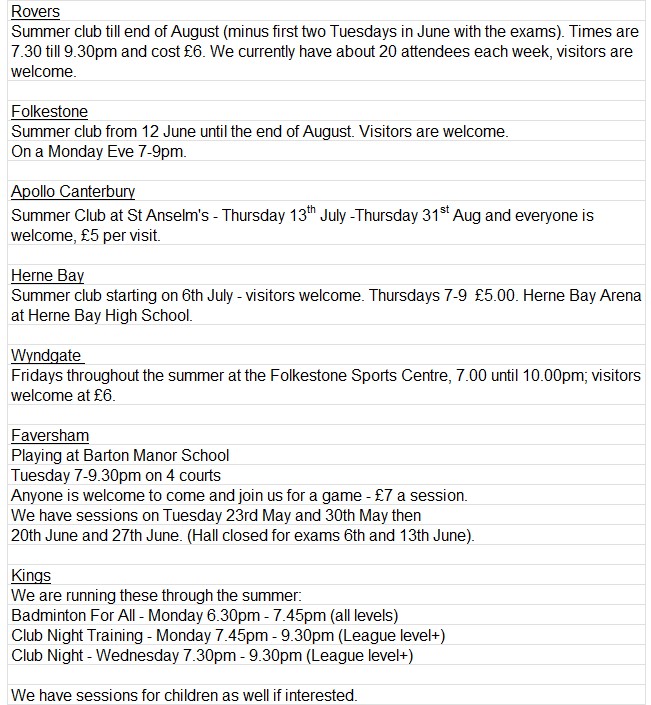 Rovers
Summer club till end of August (minus first two Tuesdays in June with the exams). Times are
7.30 till 9.30pm and cost £6. We currently have about 20 attendees each week, visitors are
welcome.
Folkestone
Summer club from 12 June until the end of August. Visitors are welcome.
On a Monday Eve 7-9pm.
Apollo Canterbury
Summer Club at St Anselm's - Thursday 13th July -Thursday 31st Aug and everyone is
welcome, £5 per visit.
Herne Bay
Summer club starting on 6th July - visitors welcome. Thursdays 7-9  £5.00. Herne Bay Arena
at Herne Bay High School.
Wyndgate
Fridays throughout the summer at the Folkestone Sports Centre, 7.00 until 10.00pm; visitors
welcome at £6.
Faversham
Playing at Barton Manor School
Tuesday 7-9.30pm on 4 courts
Anyone is welcome to come and join us for a game - £7 a session.
We have sessions on Tuesday 23rd May and 30th May then
20th June and 27th June. (Hall closed for exams 6th and 13th June).
Kings
We are running these through the summer:
Badminton For All - Monday 6.30pm - 7.45pm (all levels)
Club Night Training - Monday 7.45pm - 9.30pm (League level+)
Club Night - Wednesday 7.30pm - 9.30pm (League level+)
We have sessions for children as well if interested.